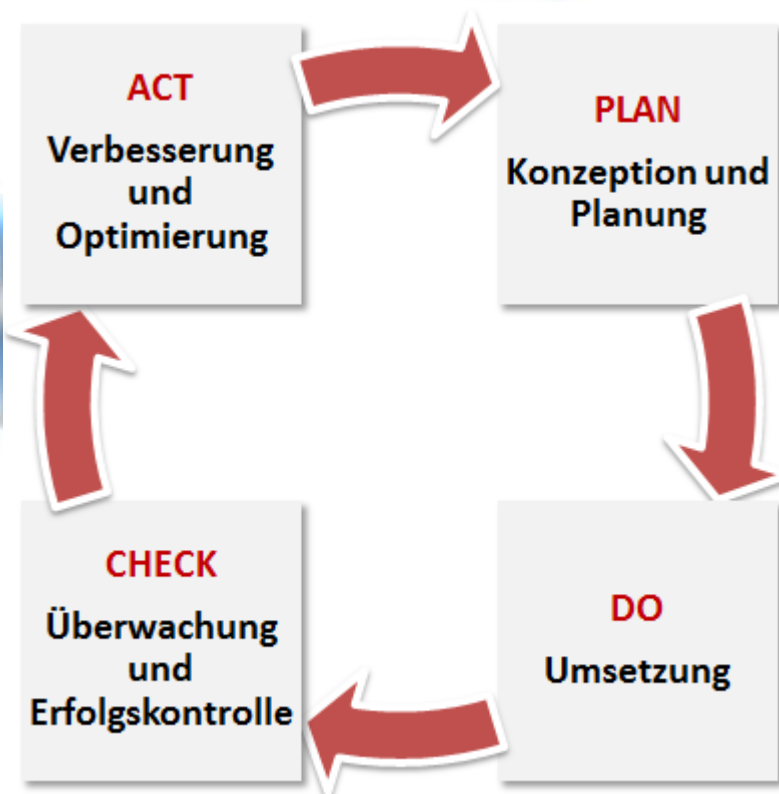 ACT
Verbesserung
und
Optimierung
PLAN
Konzeption und
Planung
CHECK
Überwachung
und
Erfolgskontrolle
DO
Umsetzung